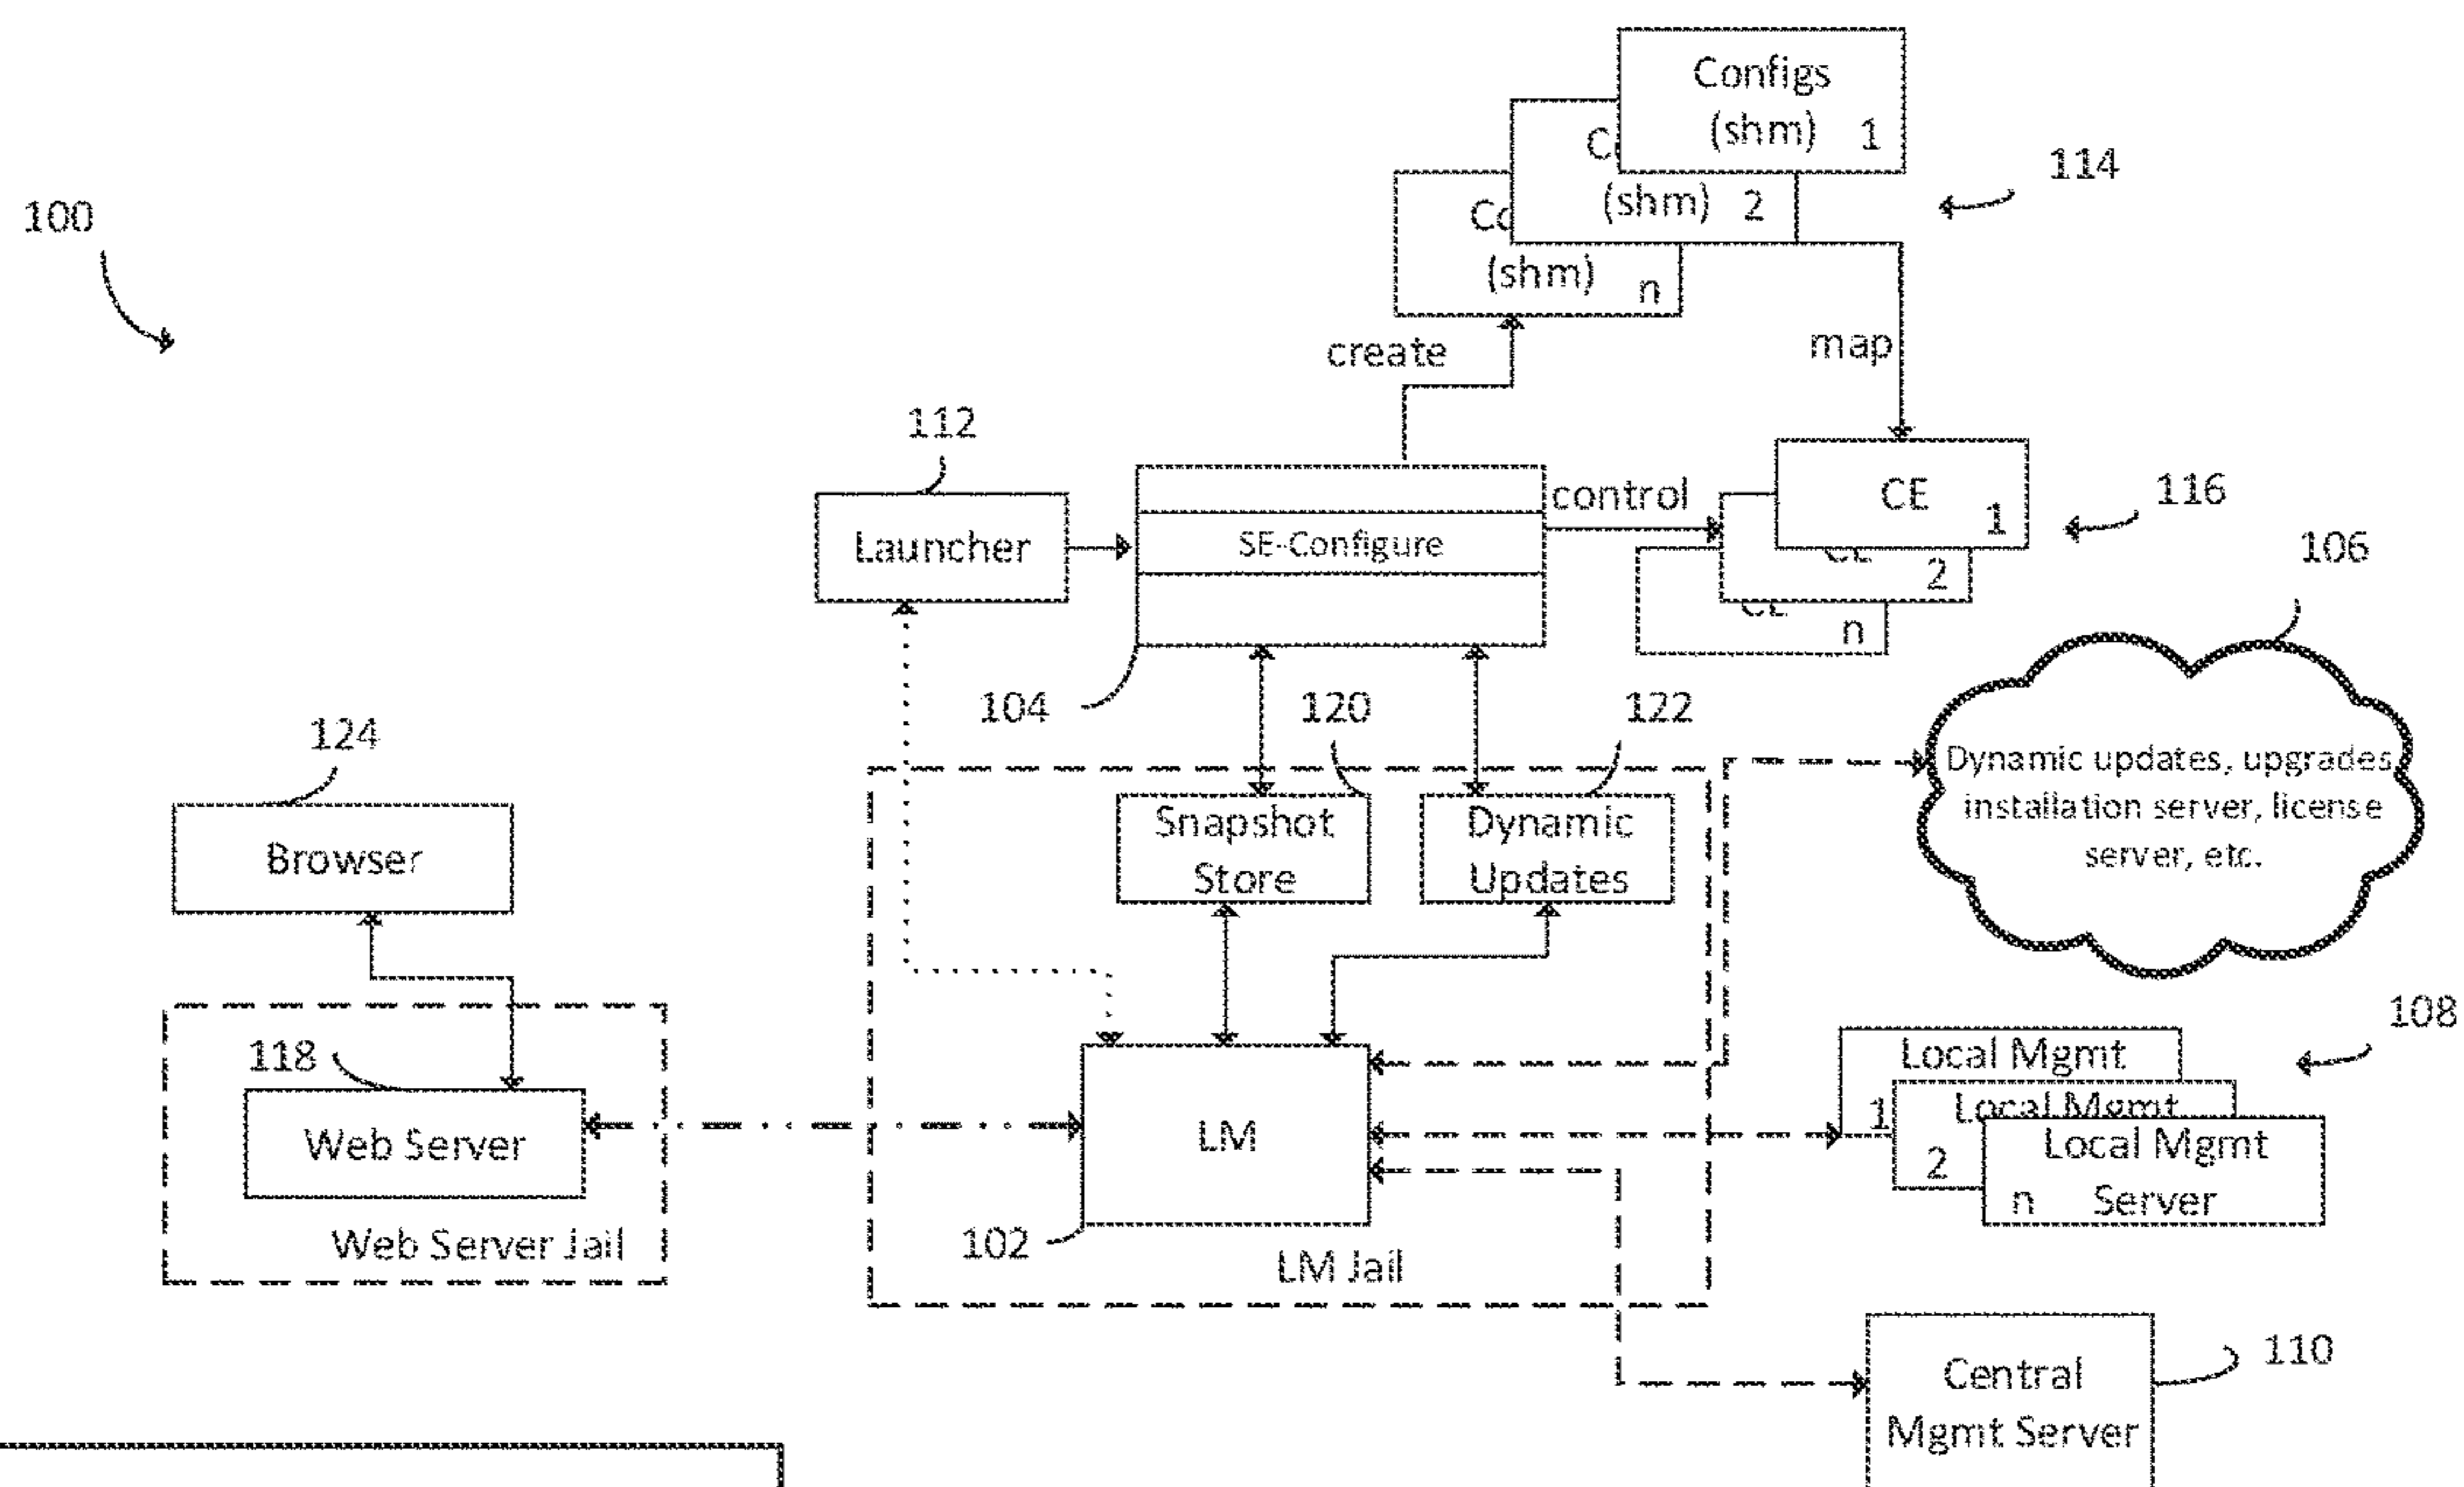 100
Configs
(shm) 1
(shm) 2
(shm)
n
114
create
map
112
Launcher
SE-Configure
control
CE
1
2
n
116
106
104
120
122
124
Browser
Snapshot
Store
Dynamic
Updates
Dynamic updates, upgrades,
installation server, license
server, etc.
118
Web Server
Web Server Jail
LM
102
LM Jail
108
Local Mgmt
1
Local Mgmt
2
Local Mgmt
n Server
110
Central
Mgmt Server